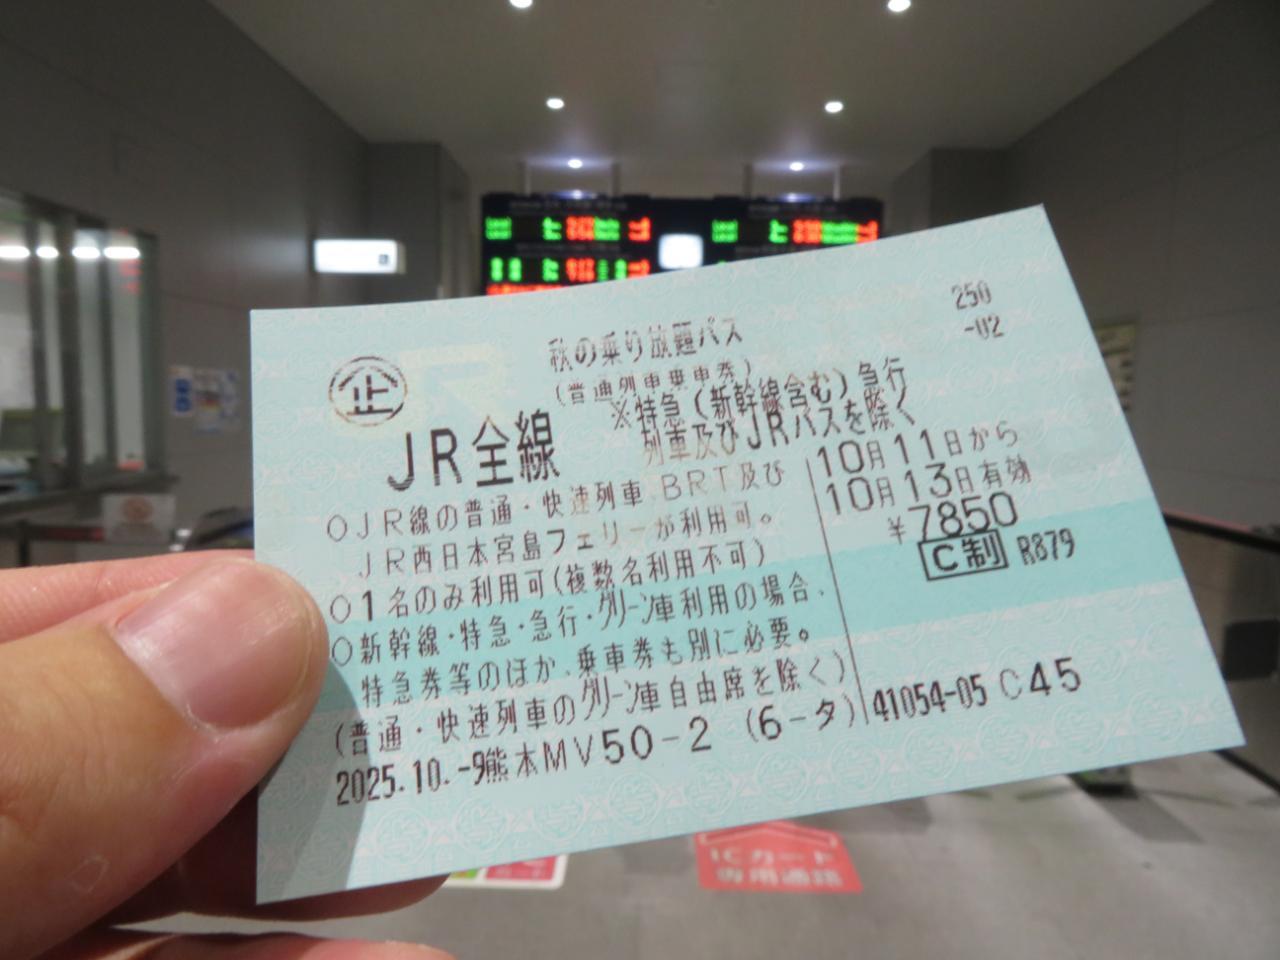 秋の乗り放題パス
250
-02
(普通列車乗車券)
企
※特急(新幹線含む)急行
列車及びJRバスを除く
JR全線
10月11日から
10月13日有効
¥7850
C制 R879
○JR線の普通・快速列車、BRT及び
JR西日本宮島フェリーが利用可。
○1名のみ利用可(複数名利用不可)
○新幹線・特急・急行・グリーン車利用の場合、
特急券等のほか、乗車券も別に必要。
(普通・快速列車のグリーン車自由席を除く)
2025.10.-9熊本MV50-2 (6-タ) 41054-05 C45
ICカード
専用通路